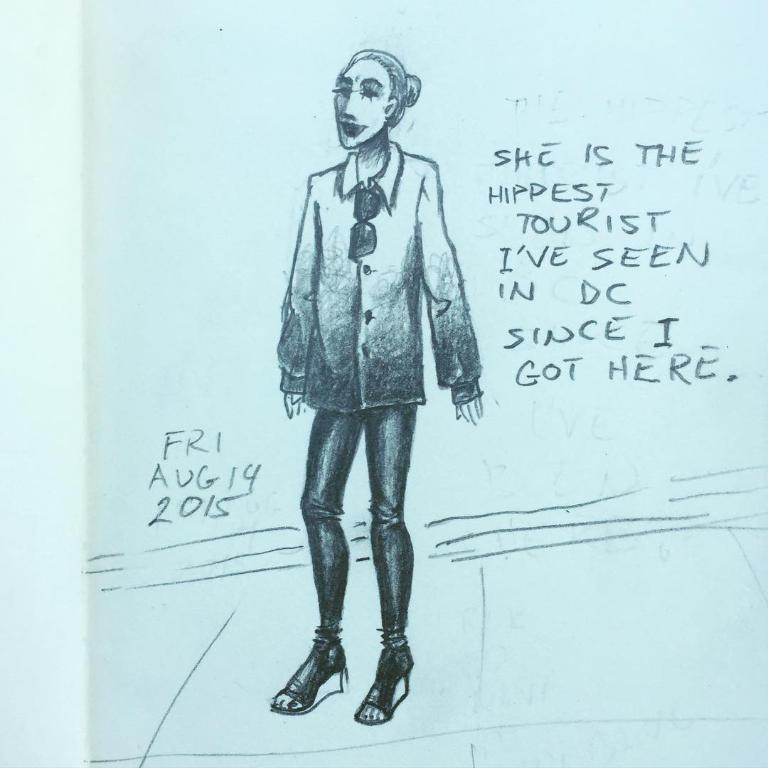 SHE IS THE
HIPPEST
TOURIST
I'VE SEEN
IN DC
SINCE I
GOT HERE.
FRI
AUG 14
2015